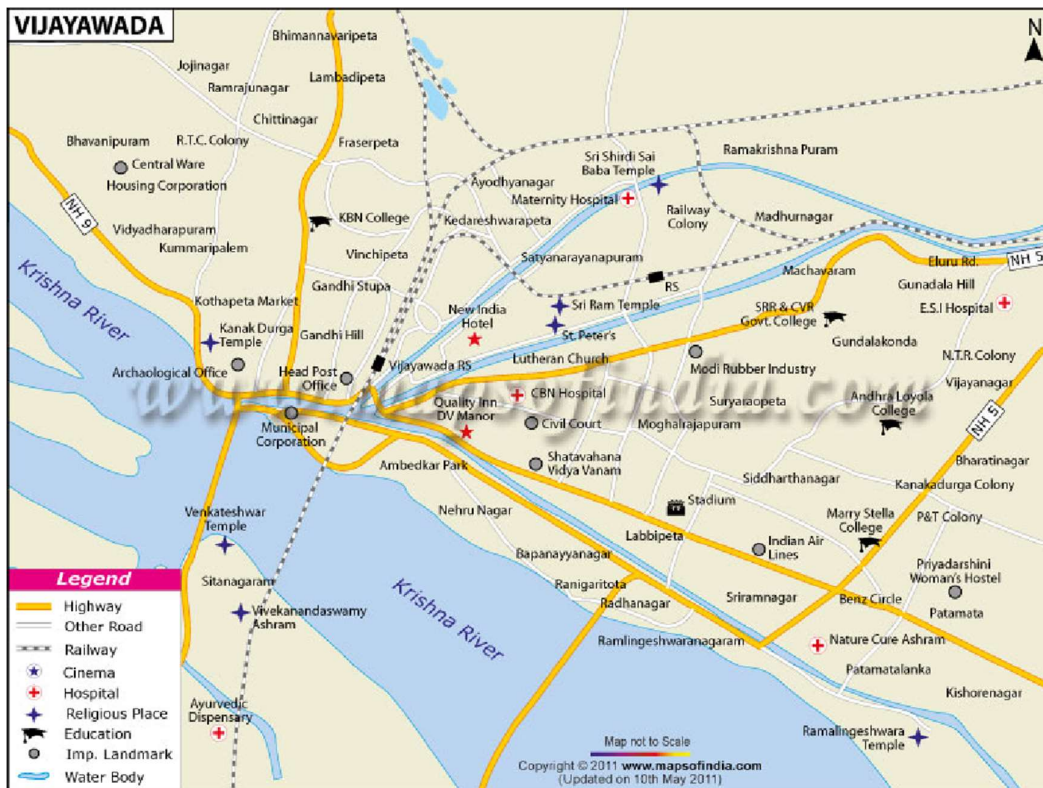 VIJAYAWADA
N
Bhimannavaripeta
Jojinagar
Lambadipeta
Ramrajunagar
Chittinagar
Bhavanipuram
R.T.C. Colony
Fraserpeta
Central Ware
Housing Corporation
Ramakrishna Puram
Sri Shirdi Sai
Baba Temple
Ayodhyanagar
Maternity Hospital
NH 9
KBN College
Kedareshwarapeta
Railway
Colony
Madhurnagar
Vidyadharapuram
Kummaripalem
Vinchipeta
Satyanarayanapuram
Eluru Rd.
NH 5
Krishna River
Machavaram
Gandhi Stupa
RS
Gunadala Hill
Kothapeta Market
Sri Ram Temple
New India
Hotel
SRR & CVR
Govt. College
E.S.I Hospital
Kanak Durga
Temple
Gandhi Hill
St. Peter's
Lutheran Church
Gundalakonda
Archaological Office
Head Post
Office
Vijayawada RS
Modi Rubber Industry
N.T.R. Colony
Vijayanagar
www.mapsofindia.com
Quality Inn
DV Manor
CBN Hospital
Suryaraopeta
Andhra Loyola
College
NH 5
Municipal
Corporation
Civil Court
Moghalrajapuram
Ambedkar Park
Shatavahana
Vidya Vanam
Siddharthanagar
Bharatinagar
Kanakadurga Colony
Nehru Nagar
Stadium
Venkateshwar
Temple
Labbipeta
Marry Stella
College
P&T Colony
Bapanayyanagar
Indian Air
Lines
Priyadarshini
Woman's Hostel
Sitanagaram
Ranigaritota
Krishna River
Radhanagar
Sriramnagar
Benz Circle
Patamata
Vivekanandaswamy
Ashram
Ramlingeshwaranagaram
Nature Cure Ashram
Patamatalanka
Kishorenagar
Ayurvedic
Dispensary
Ramalingeshwara
Temple
Legend
Highway
Other Road
Railway
Cinema
Hospital
Religious Place
Education
Imp. Landmark
Water Body
Map not to Scale
Copyright © 2011 www.mapsofindia.com
(Updated on 10th May 2011)